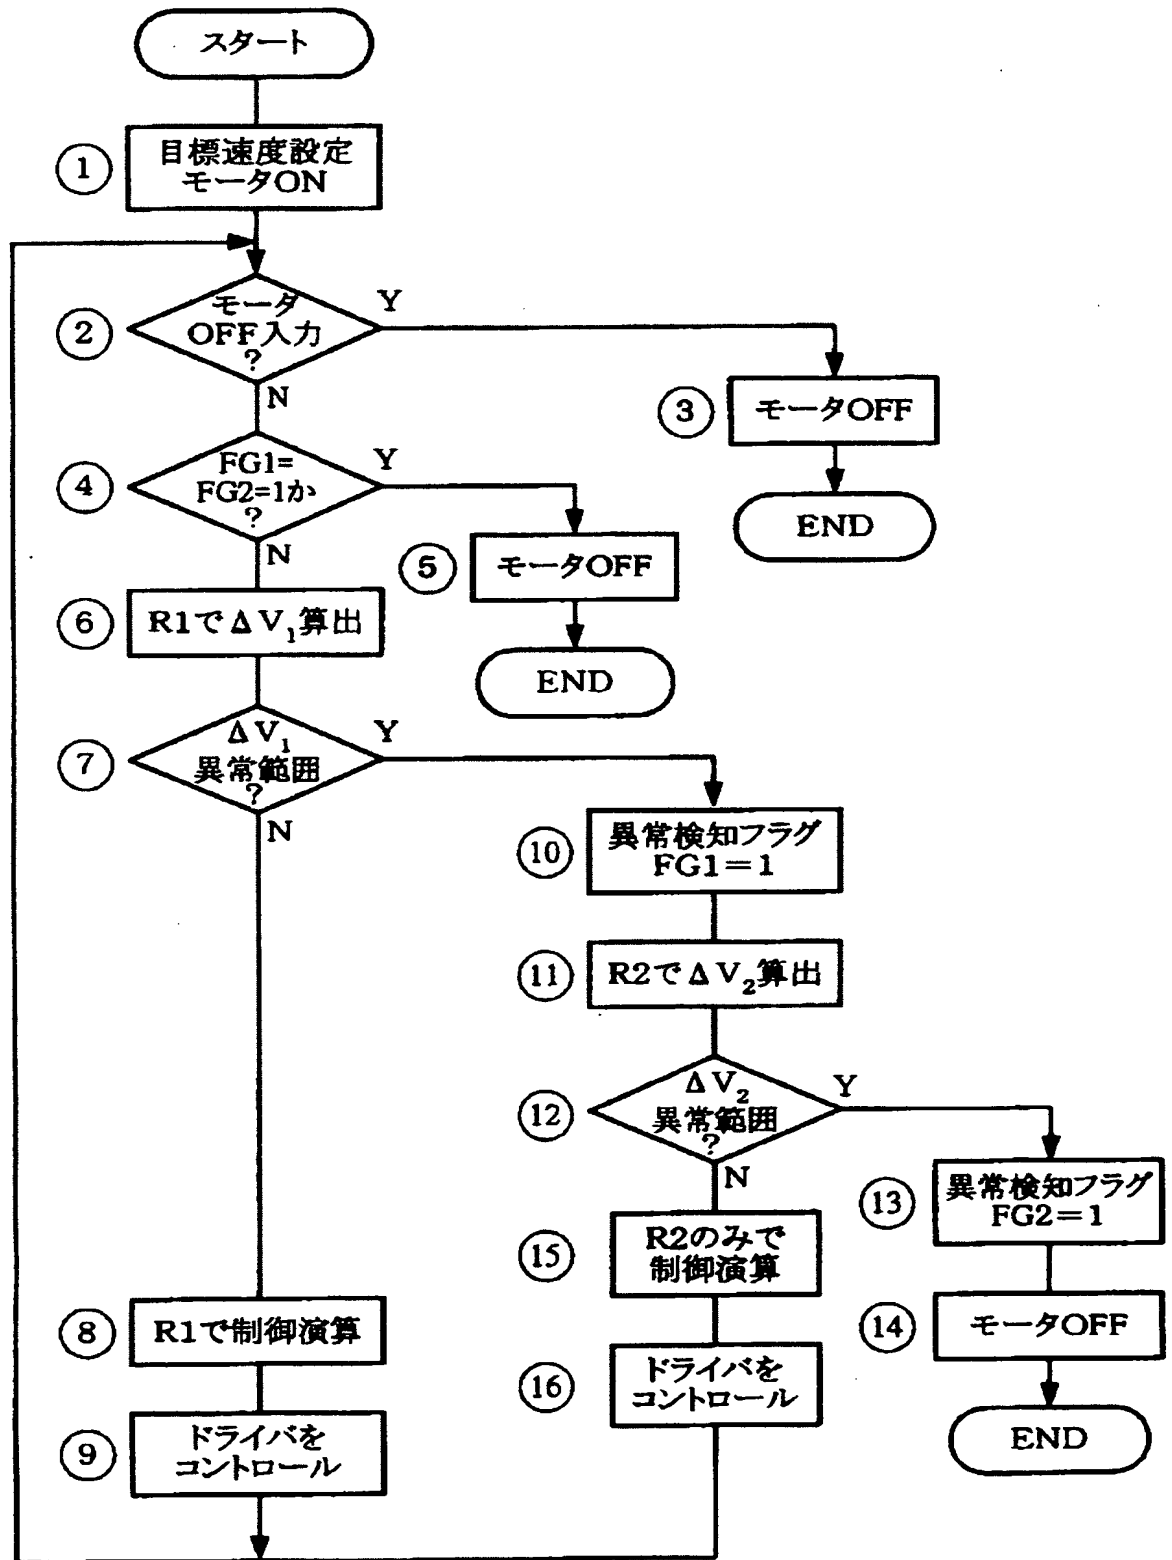 スタート
①
目標速度設定
モータON
②
モータ
OFF入力
?
Y
N
③
モータOFF
END
④
FG1=
FG2=1か
?
Y
N
⑤
モータOFF
END
⑥
R1でΔV₁算出
⑦
ΔV₁
異常範囲
?
Y
N
⑩
異常検知フラグ
FG1=1
⑪
R2でΔV₂算出
⑫
ΔV₂
異常範囲
?
Y
N
⑬
異常検知フラグ
FG2=1
⑭
モータOFF
END
⑮
R2のみで
制御演算
⑯
ドライバを
コントロール
⑧
R1で制御演算
⑨
ドライバを
コントロール